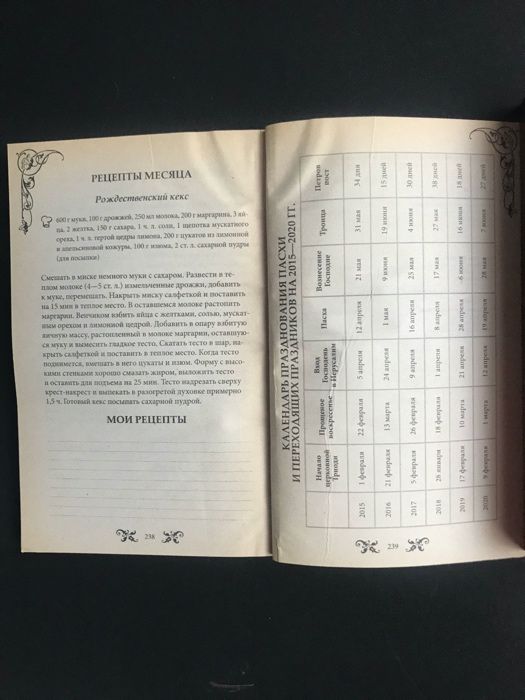 РЕЦЕПТЫ МЕСЯЦА
Рождественский кекс
600 г муки, 100 г дрожжей, 250 мл молока, 200 г маргарина, 3 яй-
ца, 2 желтка, 150 г сахара, 1 ч. л. соли, 1 щепотка мускатного
ореха, 1 ч. л. тертой цедры лимона, 200 г цукатов из лимонной
и апельсиновой кожуры, 100 г изюма, 2 ст. л. сахарной пудры
(для посыпки)
Смешать в миске немного муки с сахаром. Развести в те-
плом молоке (4—5 ст. л.) измельченные дрожжи, добавить
к муке, перемешать. Накрыть миску салфеткой и поставить
на 15 мин в теплое место. В оставшемся молоке растопить
маргарин. Венчиком взбить яйца с желтками, солью, мускат-
ным орехом и лимонной цедрой. Добавить в опару взбитую
яичную массу, растопленный в молоке маргарин, оставшую-
ся муку и вымесить гладкое тесто. Скатать тесто в шар, на-
крыть салфеткой и поставить в теплое место. Когда тесто
поднимется, вмешать в него цукаты и изюм. Форму с высо-
кими стенками хорошо смазать жиром, выложить тесто
и оставить для подъема на 25 мин. Тесто надрезать сверху
крест-накрест и выпекать в разогретой духовке примерно
1,5 ч. Готовый кекс посыпать сахарной пудрой.
МОИ РЕЦЕПТЫ
238
КАЛЕНДАРЬ ПРАЗДНОВАНИЯ ПАСХИ
И ПЕРЕХОДЯЩИХ ПРАЗДНИКОВ НА 2015—2020 ГГ.
Начало церковной Триоди Прощеное воскресенье Вход Господень в Иерусалим Пасха Вознесение Господне Троица Петров пост
2015 1 февраля 22 февраля 5 апреля 12 апреля 21 мая 31 мая 34 дня
2016 21 февраля 13 марта 24 апреля 1 мая 9 июня 19 июня 15 дней
2017 5 февраля 26 февраля 9 апреля 16 апреля 25 мая 4 июня 30 дней
2018 28 января 18 февраля 1 апреля 8 апреля 17 мая 27 мая 38 дней
2019 17 февраля 10 марта 21 апреля 28 апреля 6 июня 16 июня 18 дней
2020 9 февраля 1 марта 12 апреля 19 апреля 28 мая 7 июня 27 дней
239